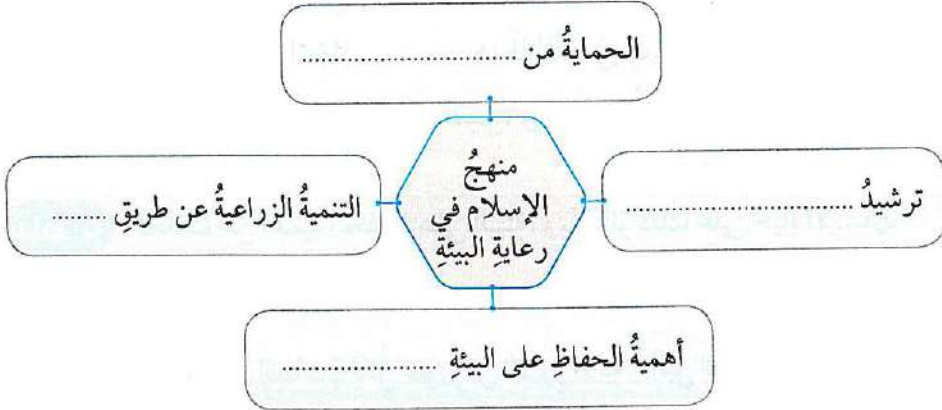 الحمايةُ من ..............................
منهجُ
الإسلام في
رعايةِ البيئةِ
ترشيدُ ..............................
التنميةُ الزراعيةُ عن طريقِ ........
أهميةُ الحفاظِ على البيئةِ .....................